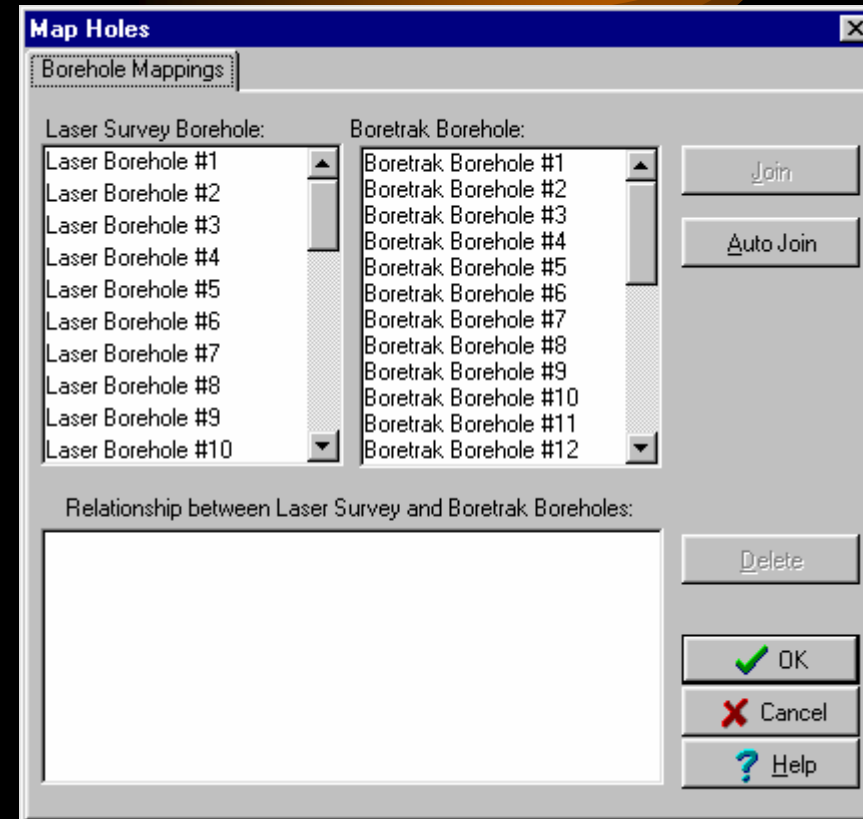 Map Holes
Borehole Mappings
Laser Survey Borehole:
Laser Borehole #1
Laser Borehole #2
Laser Borehole #3
Laser Borehole #4
Laser Borehole #5
Laser Borehole #6
Laser Borehole #7
Laser Borehole #8
Laser Borehole #9
Laser Borehole #10
Boretrak Borehole:
Boretrak Borehole #1
Boretrak Borehole #2
Boretrak Borehole #3
Boretrak Borehole #4
Boretrak Borehole #5
Boretrak Borehole #6
Boretrak Borehole #7
Boretrak Borehole #8
Boretrak Borehole #9
Boretrak Borehole #10
Boretrak Borehole #11
Boretrak Borehole #12
Join
Auto Join
Relationship between Laser Survey and Boretrak Boreholes:
Delete
OK
Cancel
Help